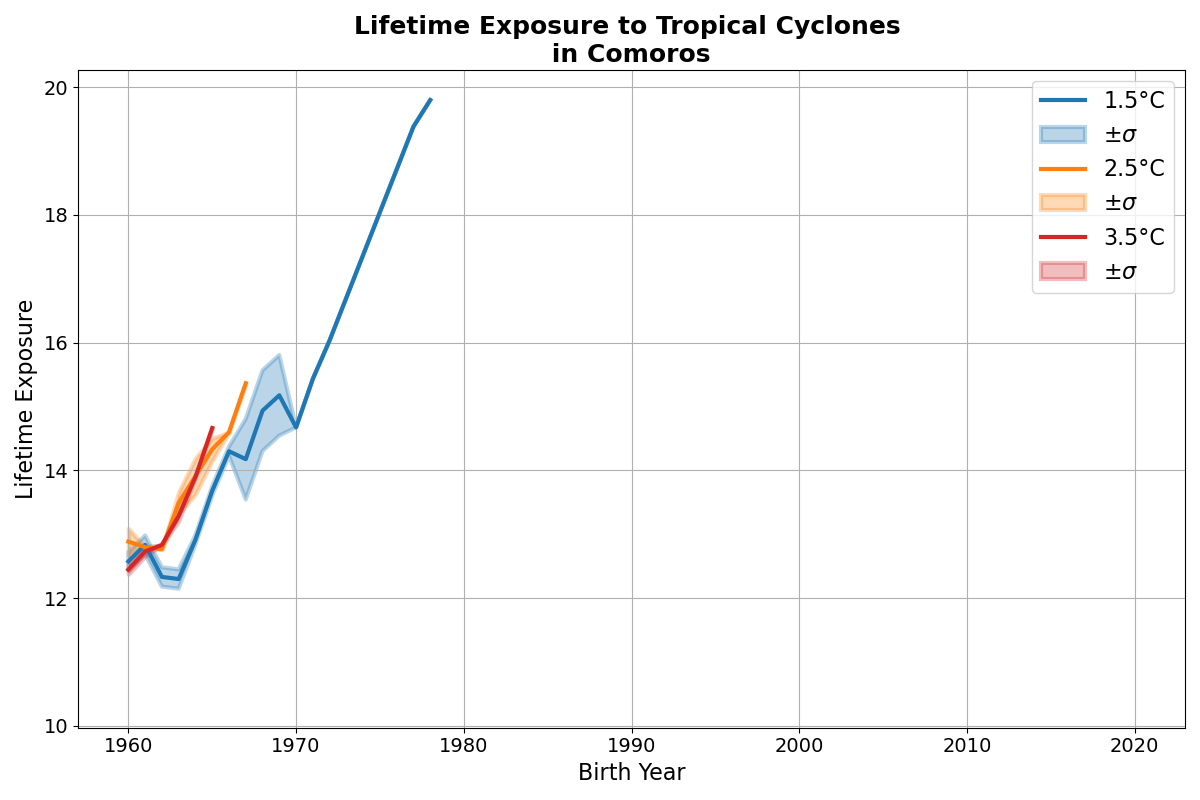 Lifetime Exposure to Tropical Cyclones
in Comoros
20
18
16
14
12
10
Lifetime Exposure
1960
1970
1980
1990
2000
2010
2020
Birth Year
1.5°C
±σ
2.5°C
±σ
3.5°C
±σ